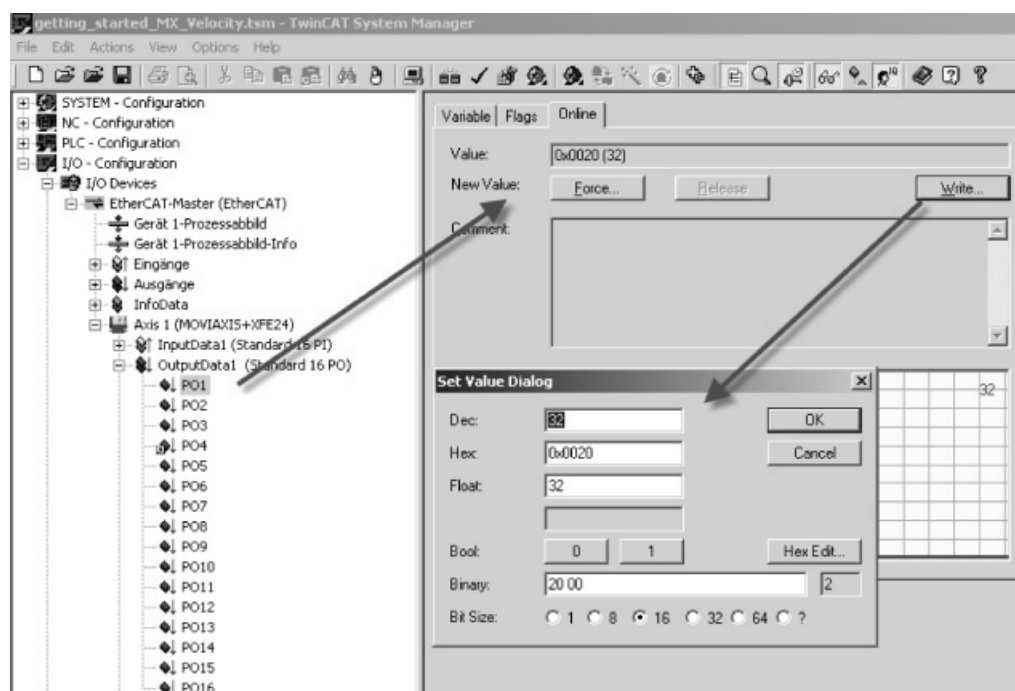 getting_started_MX_Velocity.tsm - TwinCAT System Manager
File Edit Actions View Options Help
SYSTEM - Configuration
NC - Configuration
PLC - Configuration
I/O - Configuration
I/O Devices
EtherCAT-Master (EtherCAT)
Gerät 1-Prozessabbild
Gerät 1-Prozessabbild-Info
Eingänge
Ausgänge
InfoData
Axis 1 (MOVIAXIS+XFE24)
InputData1 (Standard 16 PI)
OutputData1 (Standard 16 PO)
PO1
PO2
PO3
PO4
PO5
PO6
PO7
PO8
PO9
PO10
PO11
PO12
PO13
PO14
PO15
PO16
Variable Flags Online
Value: 0x0020 (32)
New Value: Force... Release Write...
Comment:
32
Set Value Dialog
Dec: 32 OK
Hex: 0x0020 Cancel
Float: 32
Bool: 0 1 Hex Edit...
Binary: 20 00 2
Bit Size: 1 8 16 32 64 ?